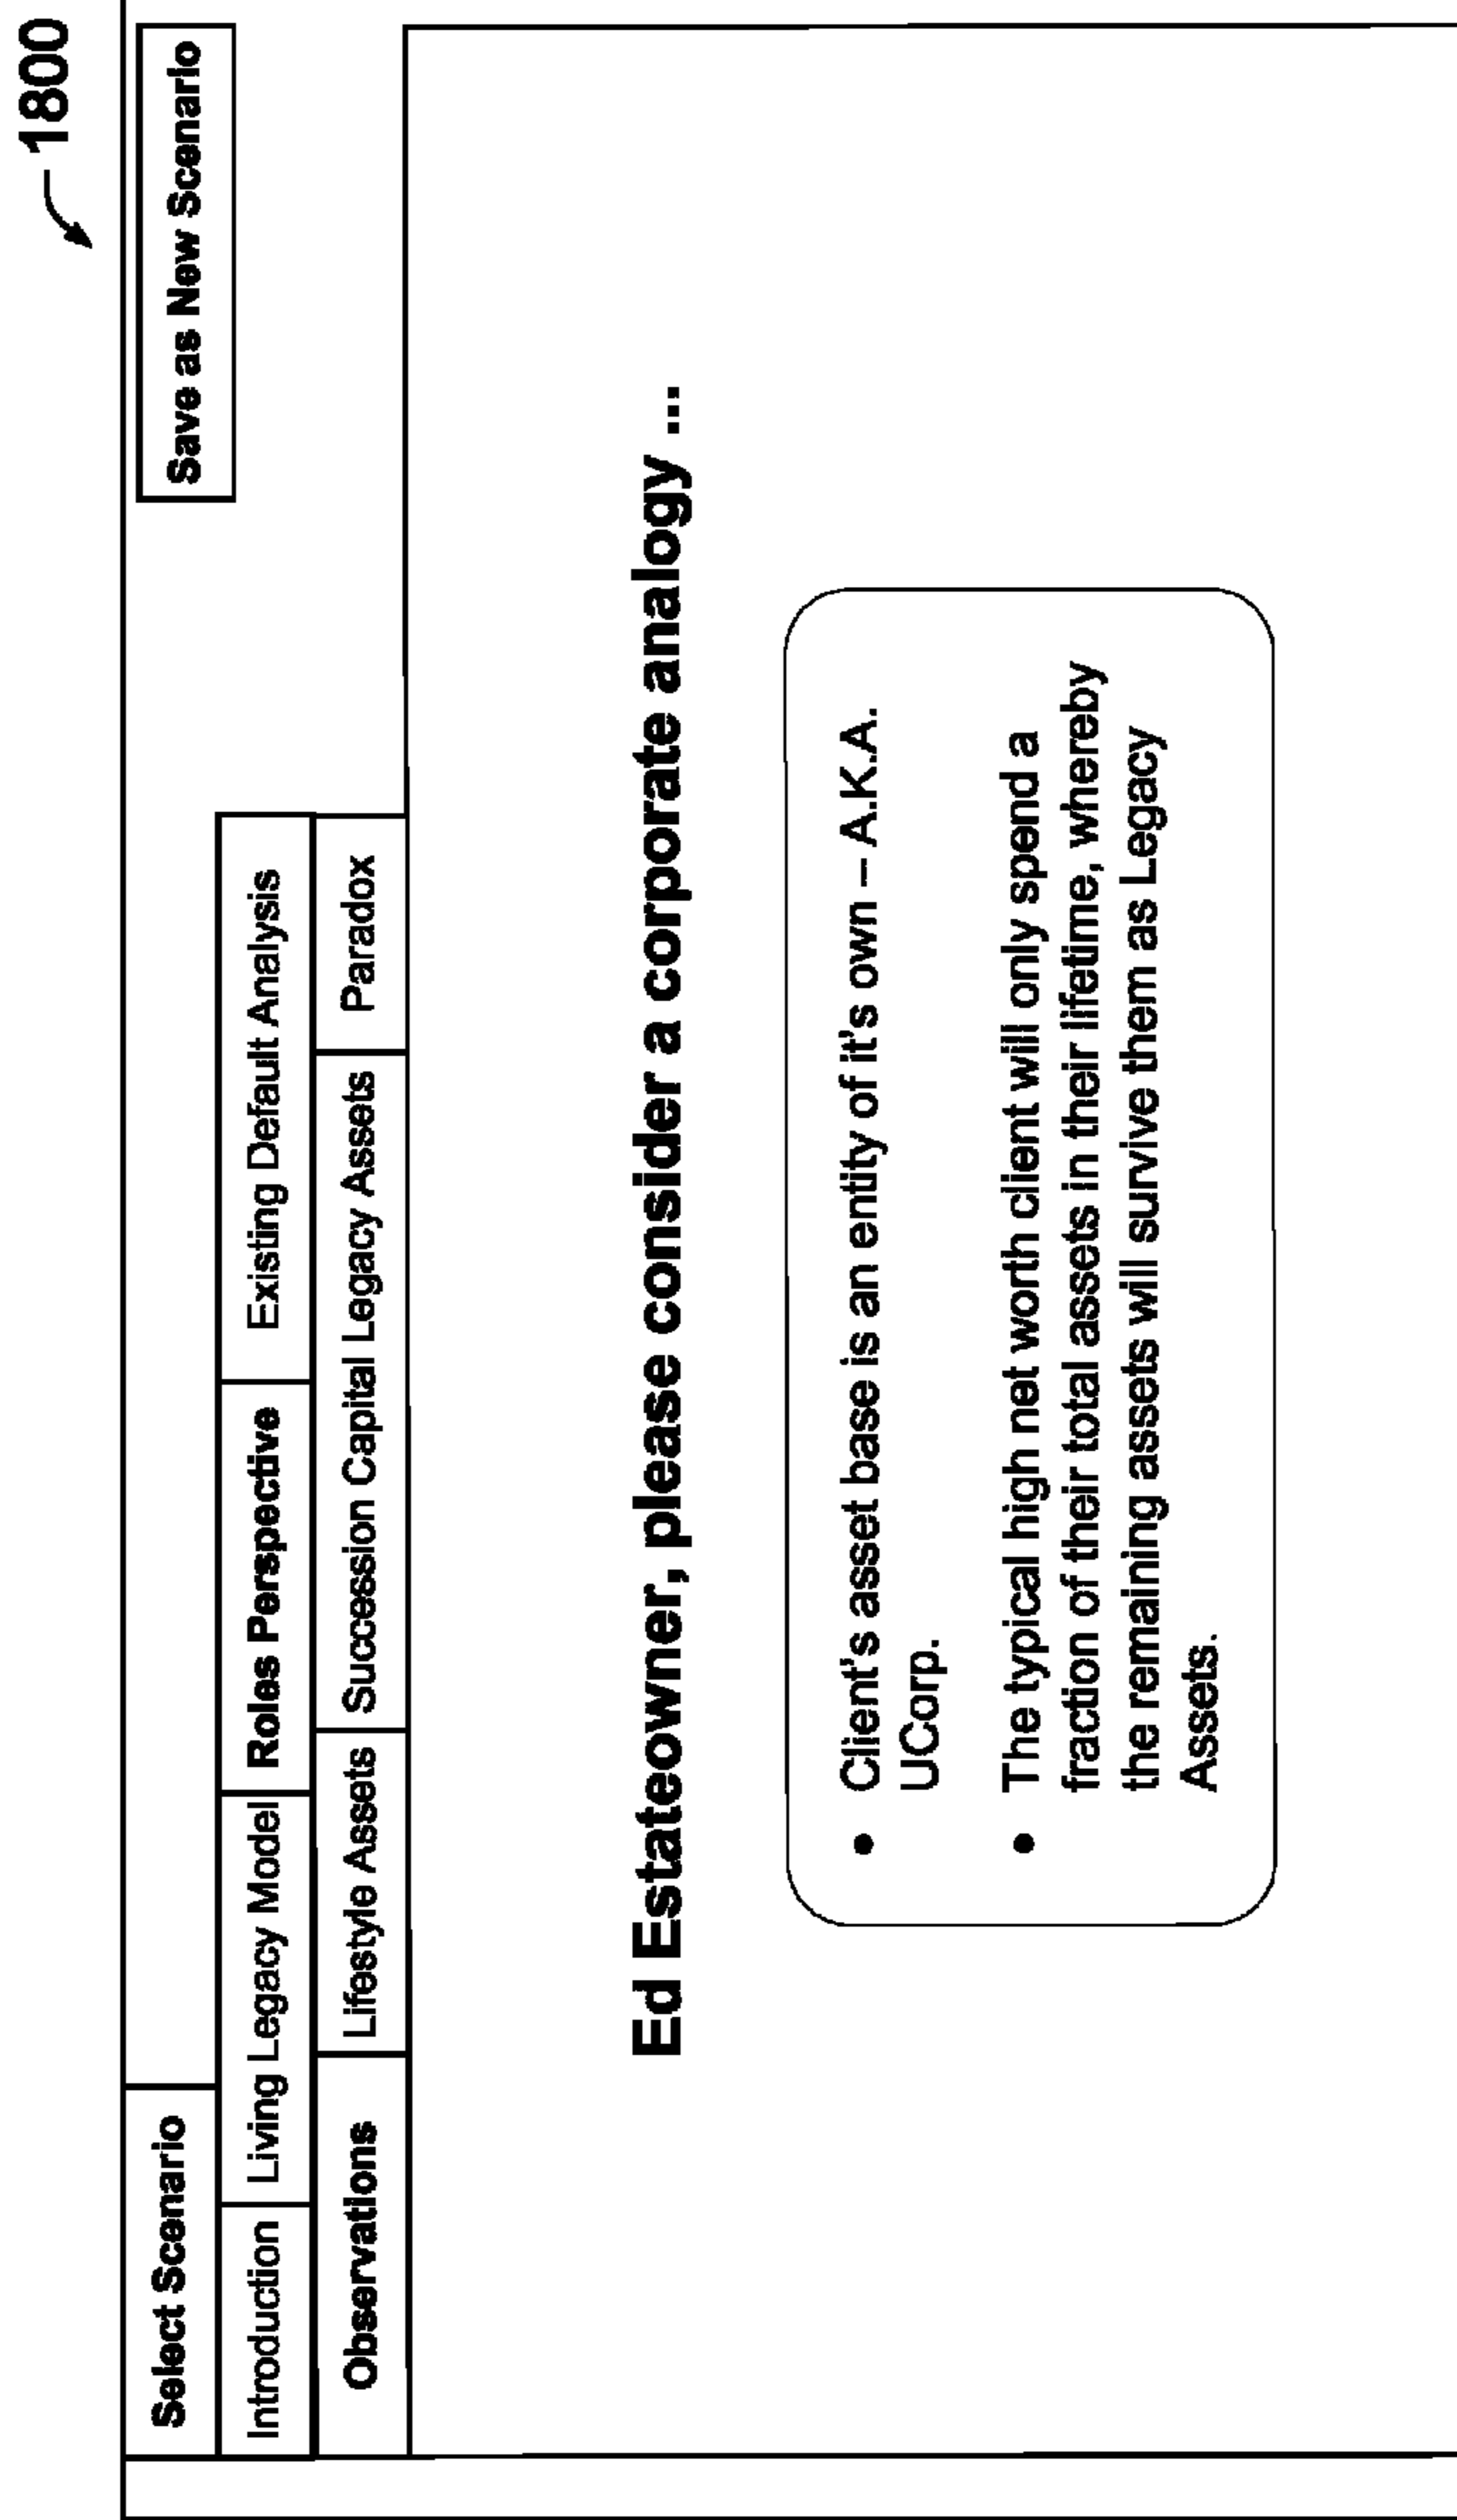 1800
Select Scenario Save as New Scenario
Introduction Living Legacy Model Roles Perspective Existing Default Analysis
Observations Lifestyle Assets Succession Capital Legacy Assets Paradox
Ed Estateowner, please consider a corporate analogy ...
• Client's asset base is an entity of it's own – A.K.A.
UCorp.
• The typical high net worth client will only spend a
fraction of their total assets in their lifetime, whereby
the remaining assets will survive them as Legacy
Assets.